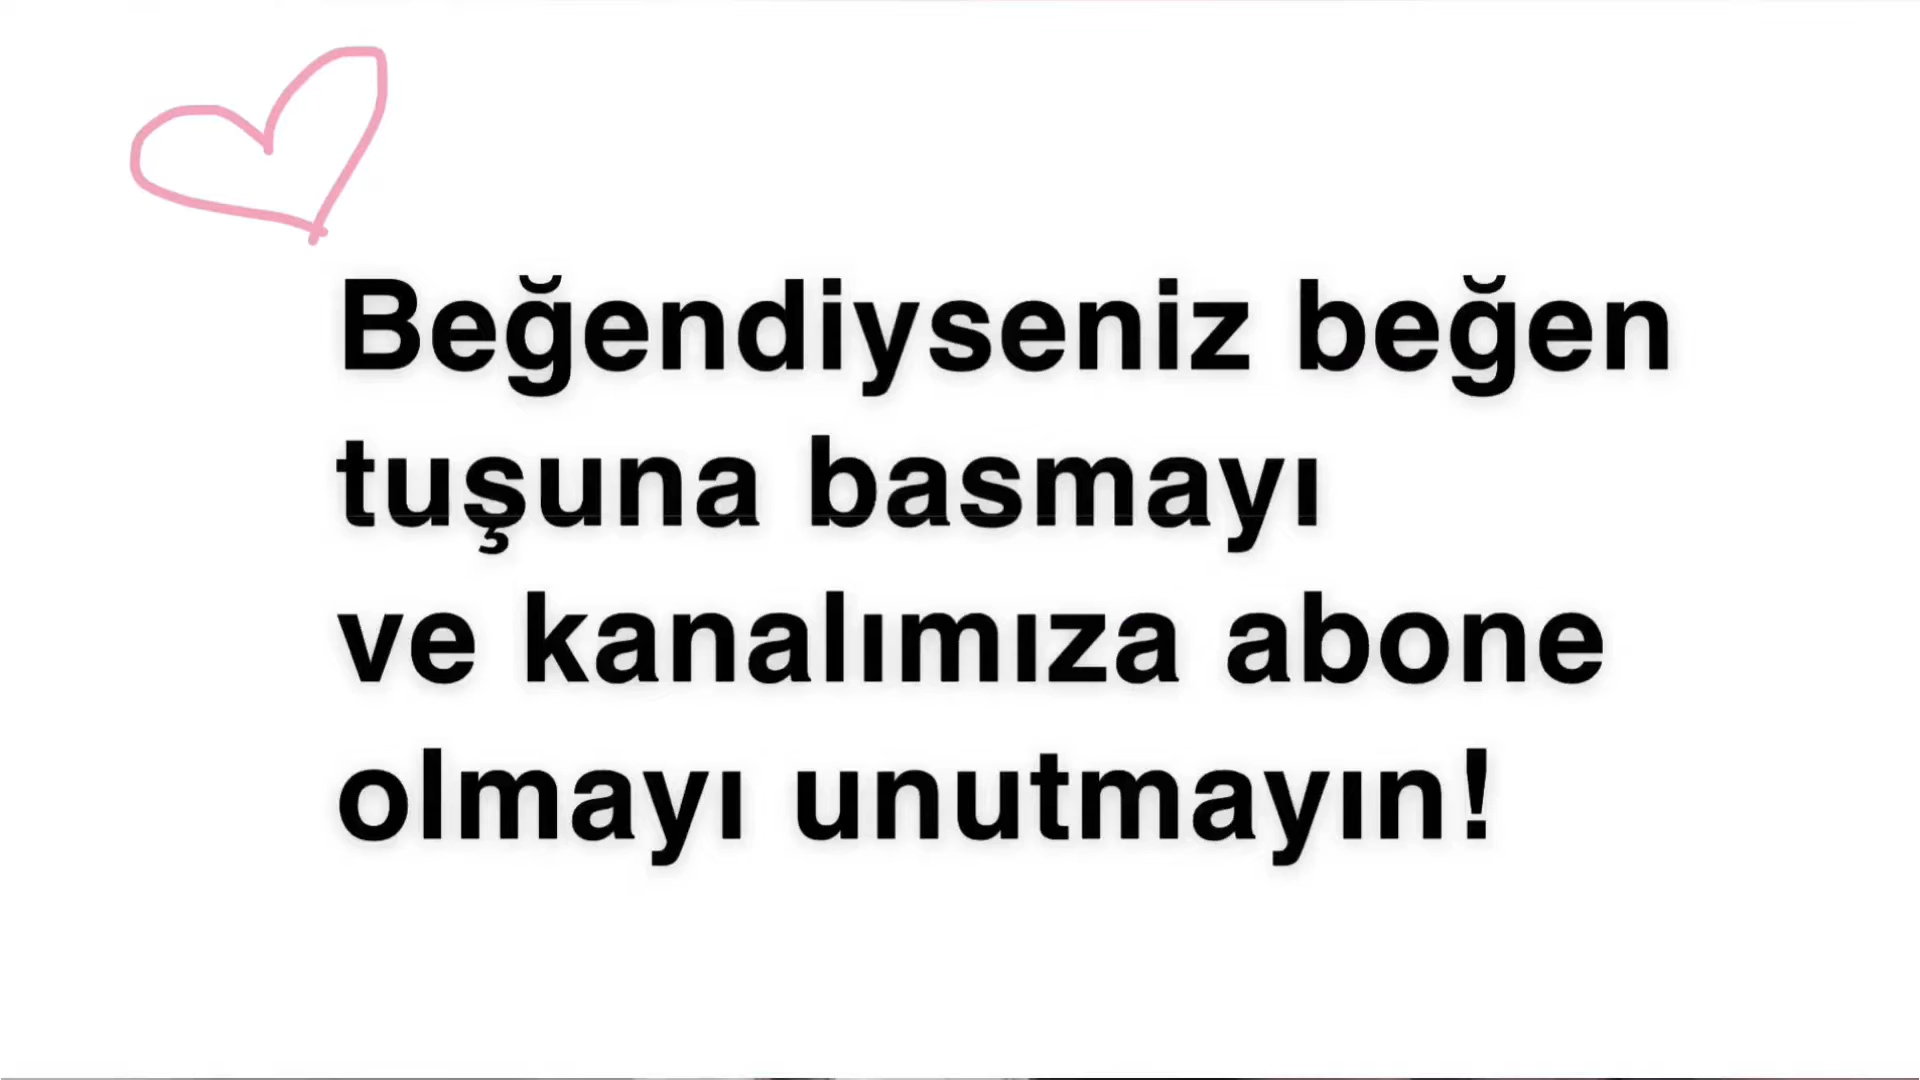 Beğendiyseniz beğen
tuşuna basmayı
ve kanalımıza abone
olmayı unutmayın!